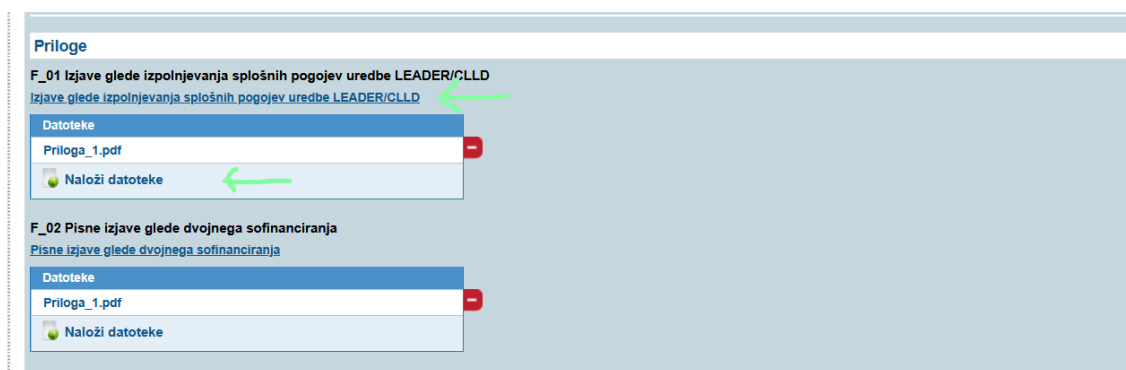 Priloge
F_01 Izjave glede izpolnjevanja splošnih pogojev uredbe LEADER/CLLD
Izjave glede izpolnjevanja splošnih pogojev uredbe LEADER/CLLD
Datoteke
Priloga_1.pdf
Naloži datoteke
F_02 Pisne izjave glede dvojnega sofinanciranja
Pisne izjave glede dvojnega sofinanciranja
Datoteke
Priloga_1.pdf
Naloži datoteke